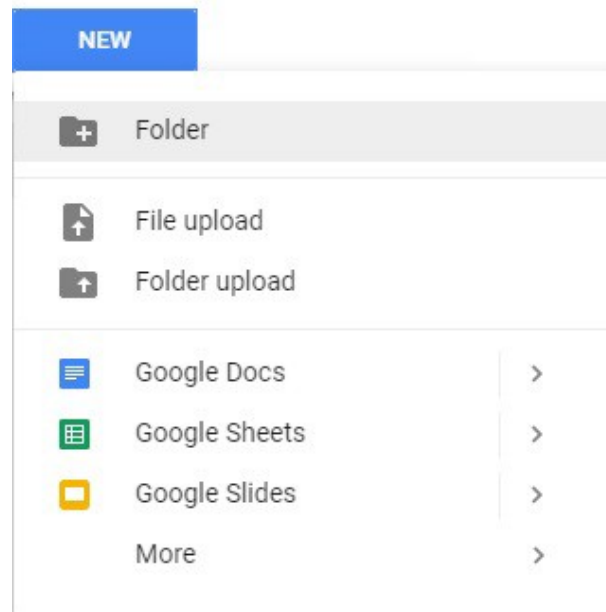 NEW
Folder
File upload
Folder upload
Google Docs
Google Sheets
Google Slides
More